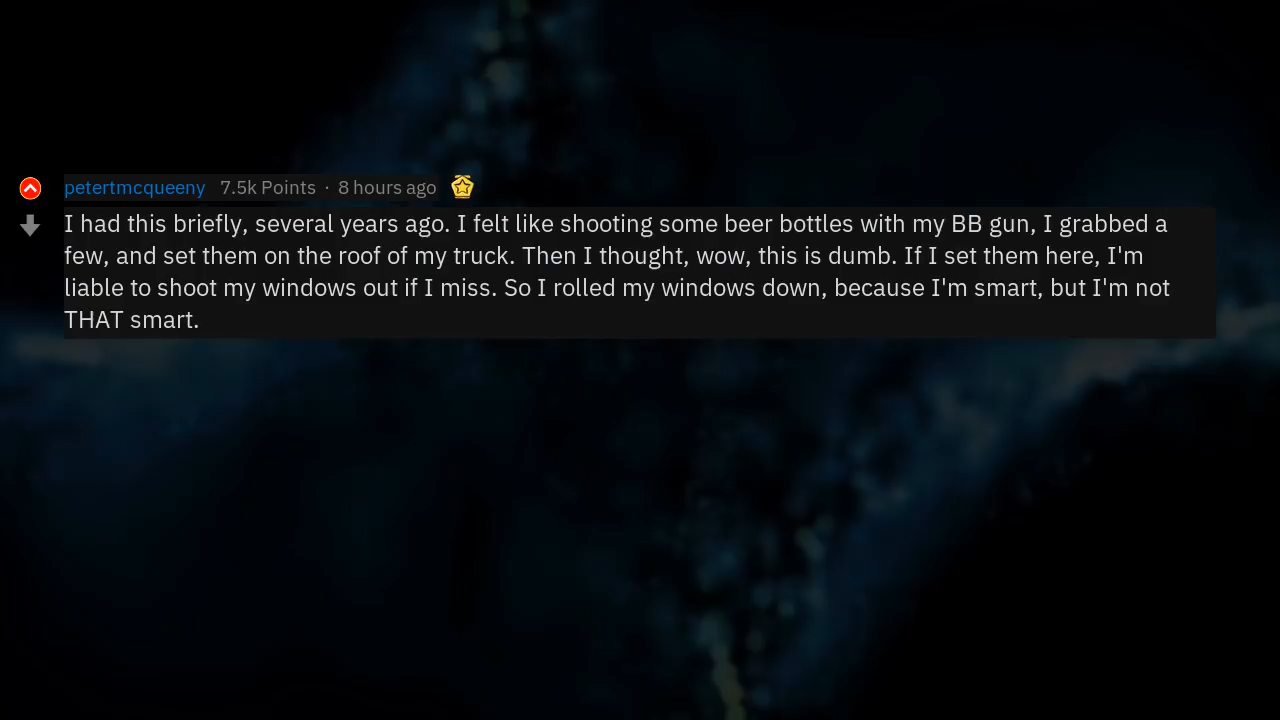 petertmcqueeny 7.5k Points · 8 hours ago
I had this briefly, several years ago. I felt like shooting some beer bottles with my BB gun, I grabbed a
few, and set them on the roof of my truck. Then I thought, wow, this is dumb. If I set them here, I'm
liable to shoot my windows out if I miss. So I rolled my windows down, because I'm smart, but I'm not
THAT smart.